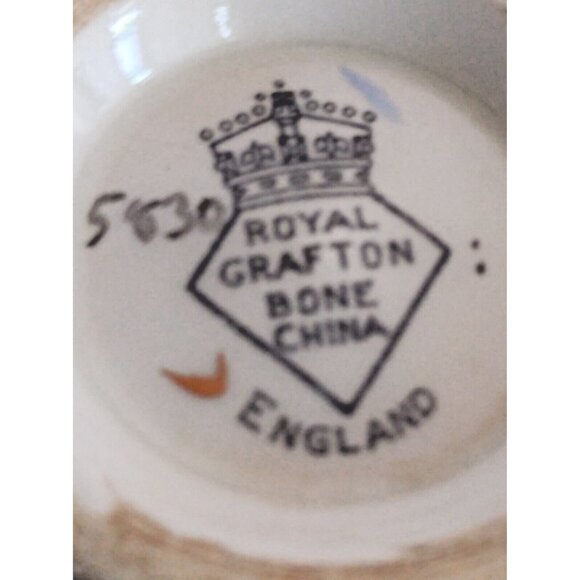 5830
ROYAL
GRAFTON
BONE
CHINA
ENGLAND